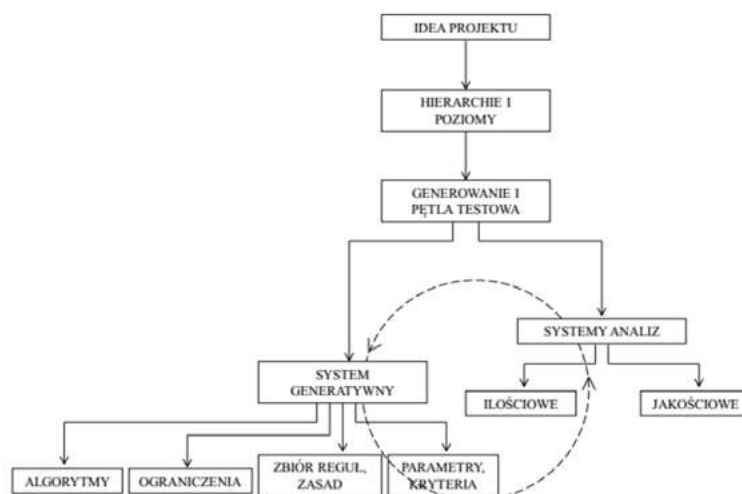 IDEA PROJEKTU
HIERARCHIE I
POZIOMY
GENEROWANIE I
PĘTLA TESTOWA
SYSTEMY ANALIZ
SYSTEM
GENERATYWNY
ILOŚCIOWE
JAKOŚCIOWE
ALGORYTMY
OGRANICZENIA
ZBIÓR REGUŁ,
ZASAD
PARAMETRY,
KRYTERIA